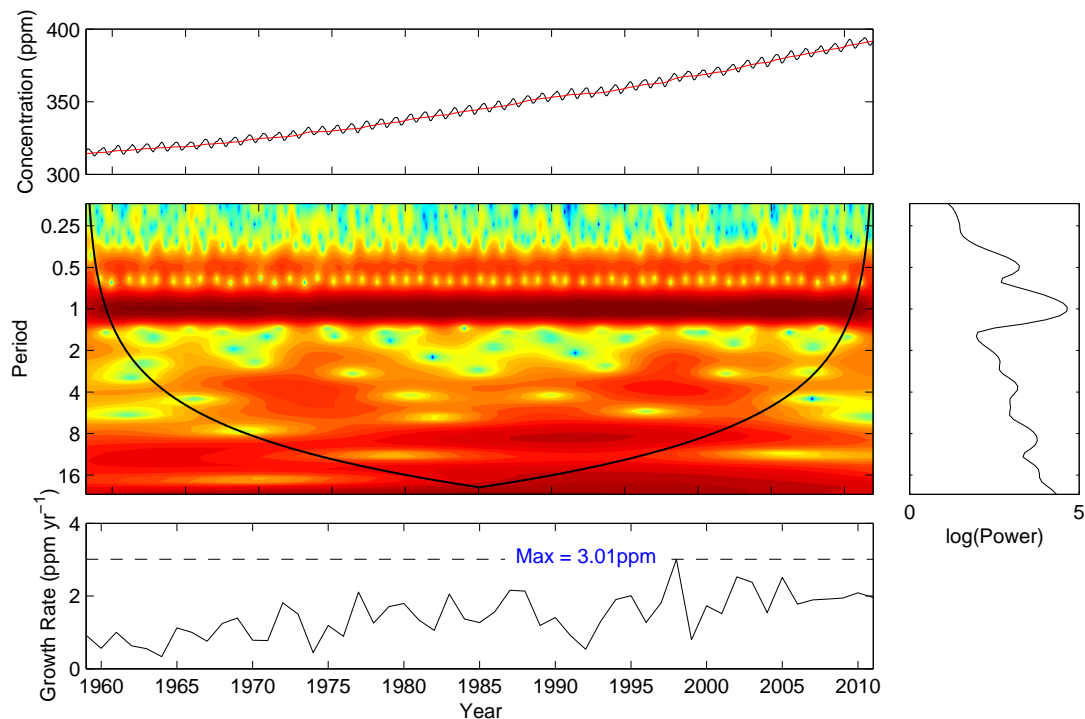 Concentration (ppm)
400
350
300
Period
0.25
0.5
1
2
4
8
16
0 5
log(Power)
Growth Rate (ppm yr⁻¹)
4
2
0
Max = 3.01ppm
1960 1965 1970 1975 1980 1985 1990 1995 2000 2005 2010
Year